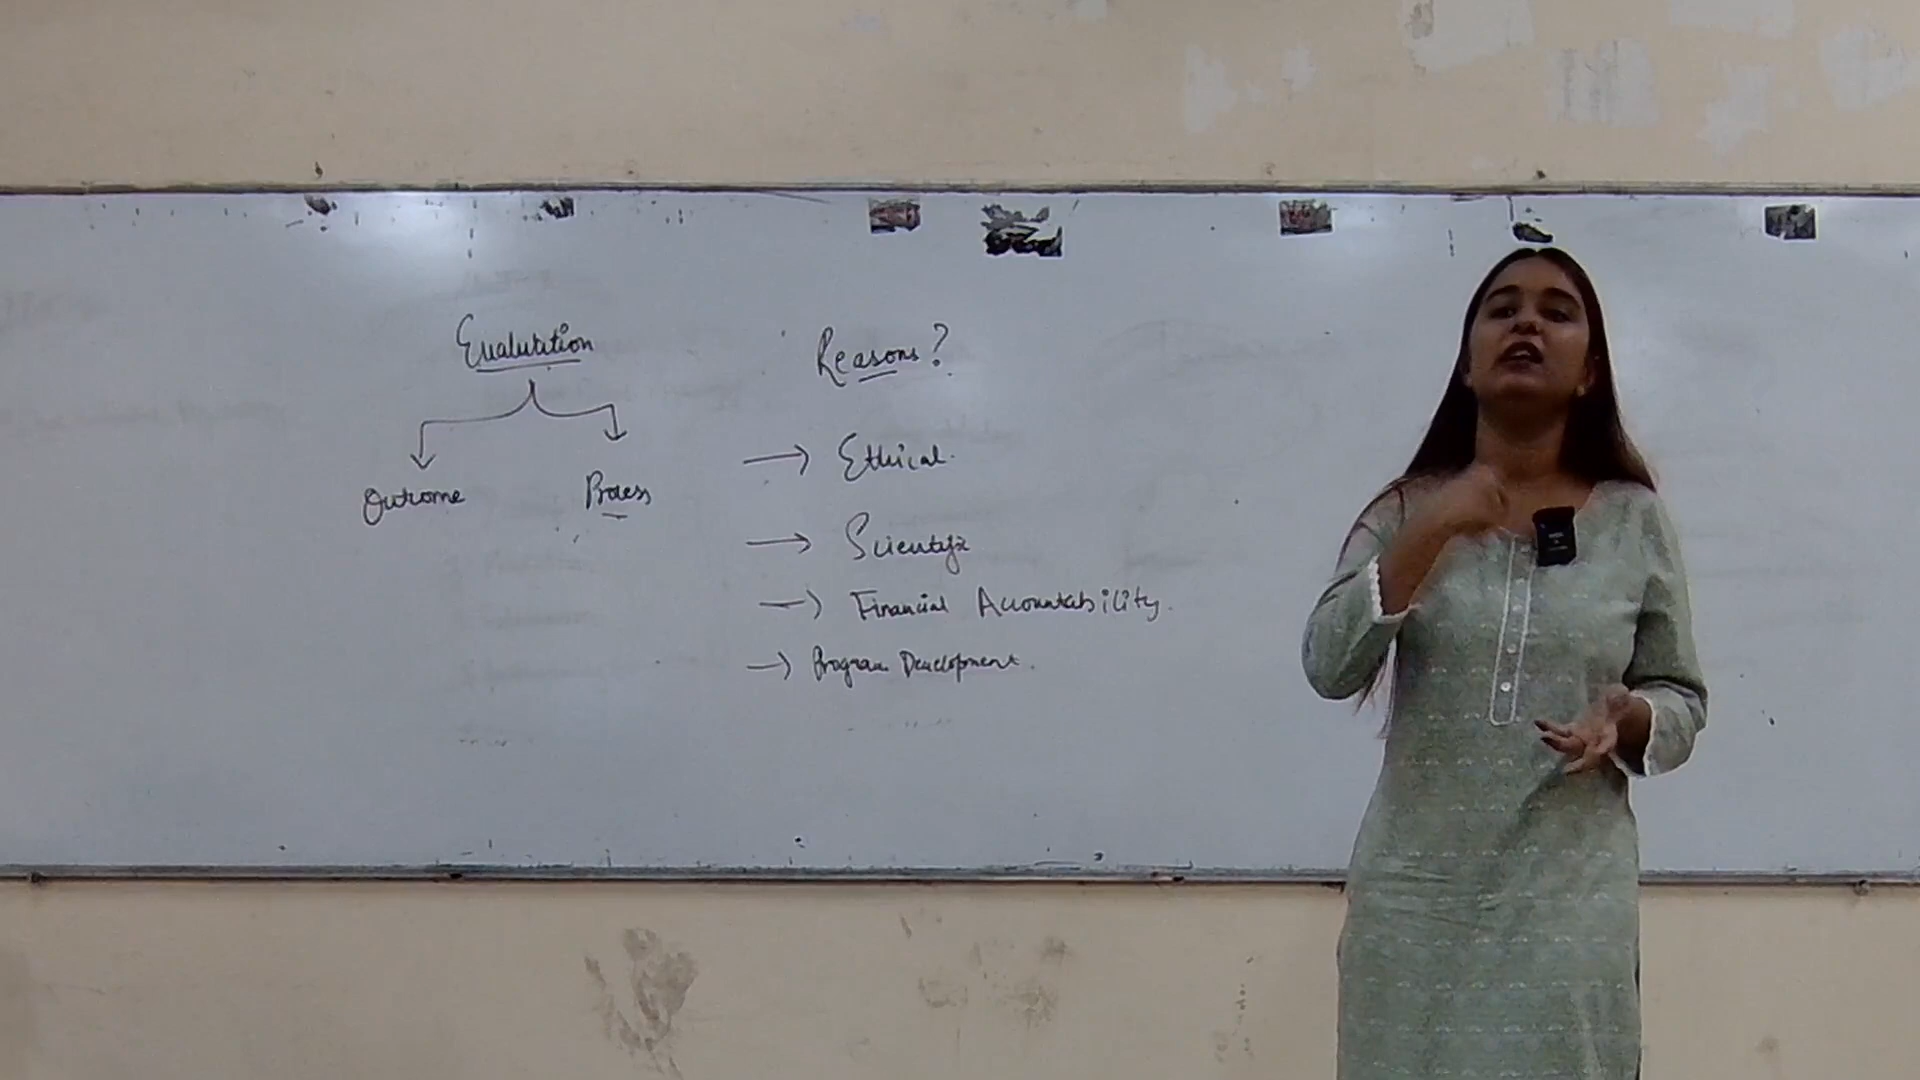 Evaluation
Outcome
Process
Reasons?
→ Ethical.
→ Scientific
→ Financial Accountability.
→ Program Development.